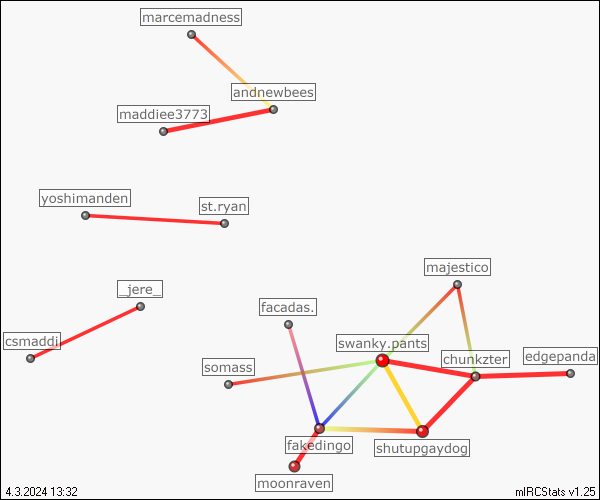 marcemadness
andnewbees
maddiee3773
yoshimanden
st.ryan
majestico
_jere_
facadas.
csmaddi
swanky.pants
chunkzter
edgepanda
somass
fakedingo
shutupgaydog
moonraven
4.3.2024 13:32
mIRCStats v1.25